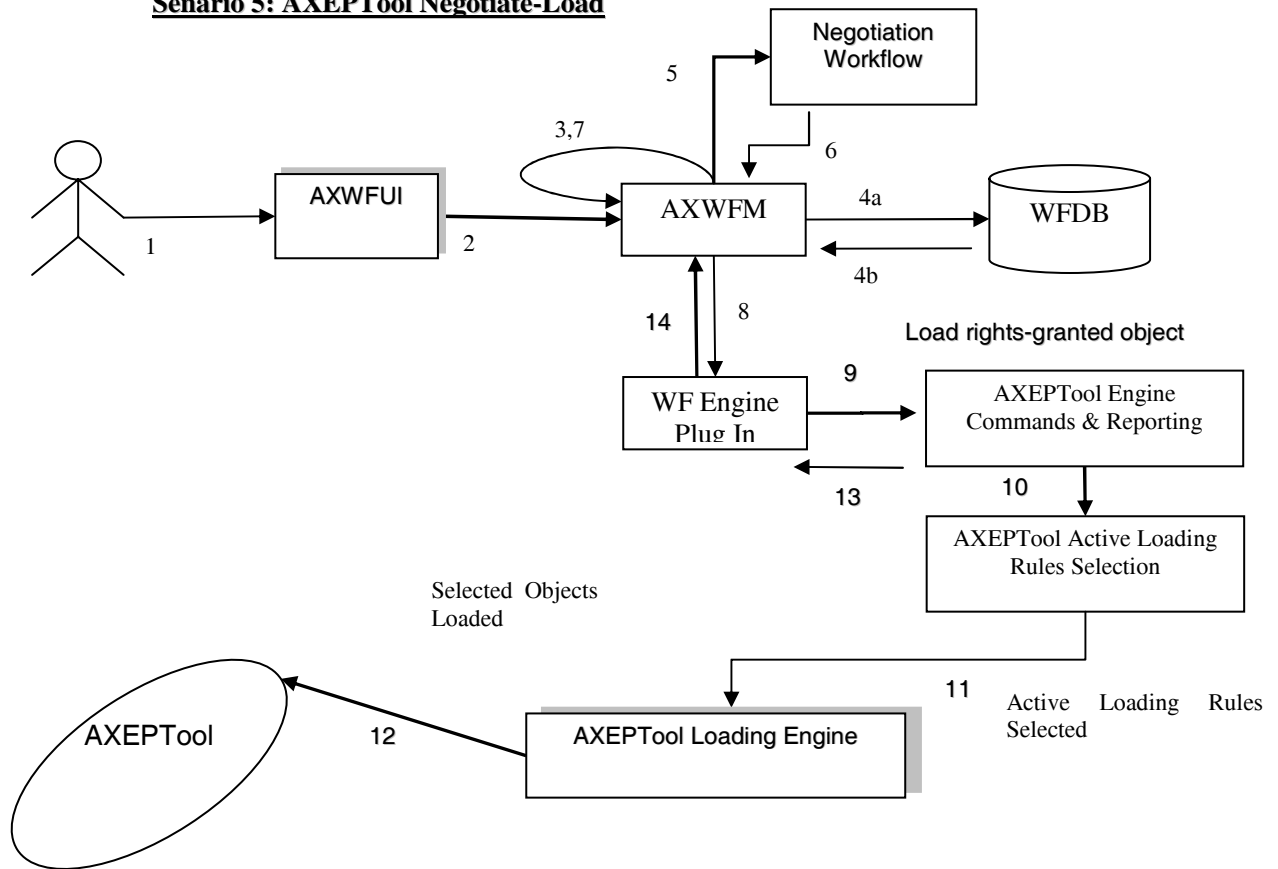 Senario 5: AXEPTool Negotiate-Load
Negotiation
Workflow
5
3,7
6
AXWFUI
AXWFM
4a
WFDB
1
2
4b
14
8
Load rights-granted object
9
WF Engine
Plug In
AXEPTool Engine
Commands & Reporting
13
10
AXEPTool Active Loading
Rules Selection
Selected Objects
Loaded
11
Active Loading Rules
Selected
AXEPTool
12
AXEPTool Loading Engine